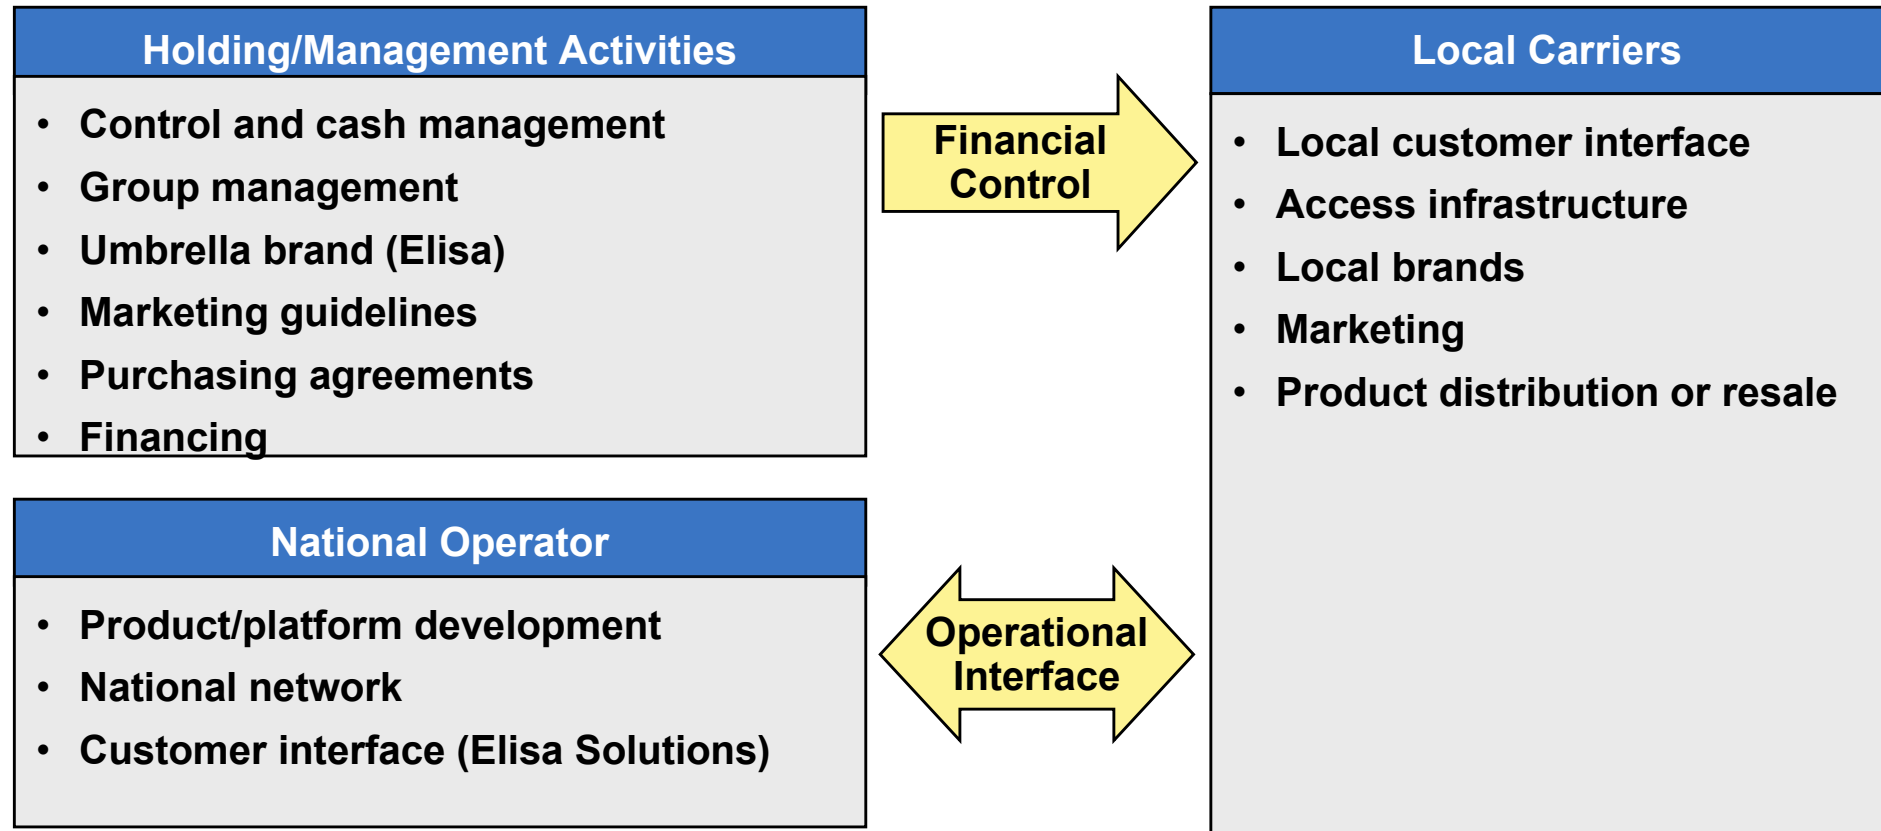 Holding/Management Activities
• Control and cash management
• Group management
• Umbrella brand (Elisa)
• Marketing guidelines
• Purchasing agreements
• Financing
Financial
Control
National Operator
• Product/platform development
• National network
• Customer interface (Elisa Solutions)
Operational
Interface
Local Carriers
• Local customer interface
• Access infrastructure
• Local brands
• Marketing
• Product distribution or resale